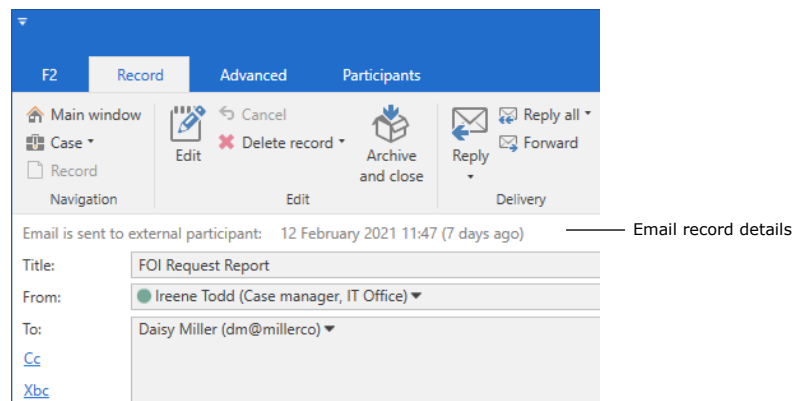 F2 Record Advanced Participants
Main window
Case
Record
Navigation
Edit
Cancel
Delete record
Archive
and close
Edit
Reply
Reply all
Forward
Delivery
Email is sent to external participant: 12 February 2021 11:47 (7 days ago)
Email record details
Title: FOI Request Report
From: Ireene Todd (Case manager, IT Office)
To: Daisy Miller (dm@millerco)
Cc
Xbc